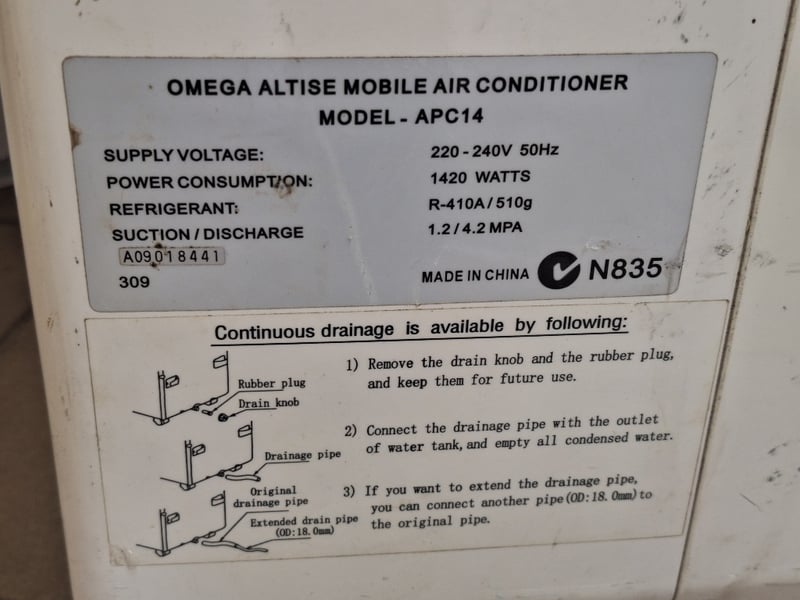 OMEGA ALTISE MOBILE AIR CONDITIONER
MODEL - APC14
SUPPLY VOLTAGE: 220 - 240V 50Hz
POWER CONSUMPTION: 1420 WATTS
REFRIGERANT: R-410A / 510g
SUCTION / DISCHARGE 1.2 / 4.2 MPA
A09018441
309
MADE IN CHINA N835
Continuous drainage is available by following:
Rubber plug
Drain knob
1) Remove the drain knob and the rubber plug,
and keep them for future use.
Drainage pipe
2) Connect the drainage pipe with the outlet
of water tank, and empty all condensed water.
Original
drainage pipe
Extended drain pipe
(OD:18.0mm)
3) If you want to extend the drainage pipe,
you can connect another pipe(OD:18.0mm)to
the original pipe.